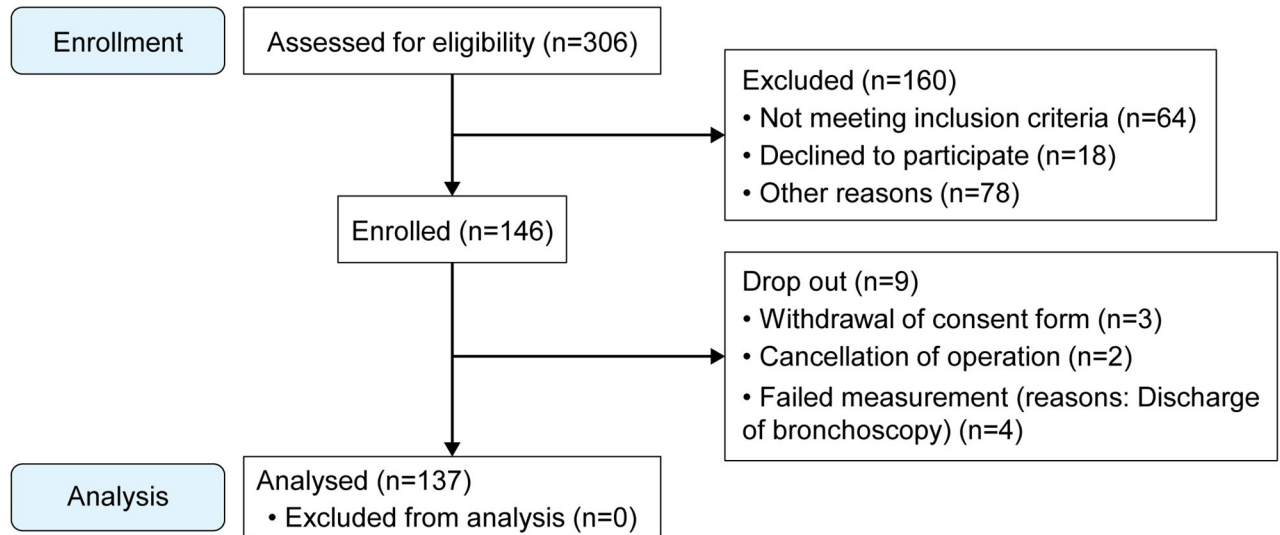 Enrollment
Assessed for eligibility (n=306)
Excluded (n=160)
• Not meeting inclusion criteria (n=64)
• Declined to participate (n=18)
• Other reasons (n=78)
Enrolled (n=146)
Drop out (n=9)
• Withdrawal of consent form (n=3)
• Cancellation of operation (n=2)
• Failed measurement (reasons: Discharge
of bronchoscopy) (n=4)
Analysis
Analysed (n=137)
• Excluded from analysis (n=0)